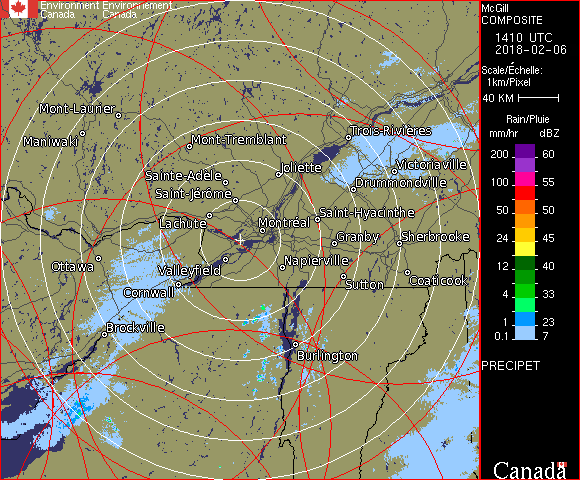 Environment Environnement
Canada Canada
McGill
COMPOSITE
1410 UTC
2018-02-06
Scale/Échelle:
1km/Pixel
40 KM
Rain/Pluie
mm/hr dBZ
200 60
100 55
50 50
24 45
12 40
4 33
1 23
0.1 7
PRECIPET
Canada
Mont-Laurier
Maniwaki
Mont-Tremblant
Trois-Rivières
Joliette
Victoriaville
Sainte-Adèle
Drummondville
Saint-Jérôme
Lachute
Saint-Hyacinthe
Montréal
Granby
Sherbrooke
Ottawa
Valleyfield
Napierville
Cornwall
Sutton
Coaticook
Brockville
Burlington